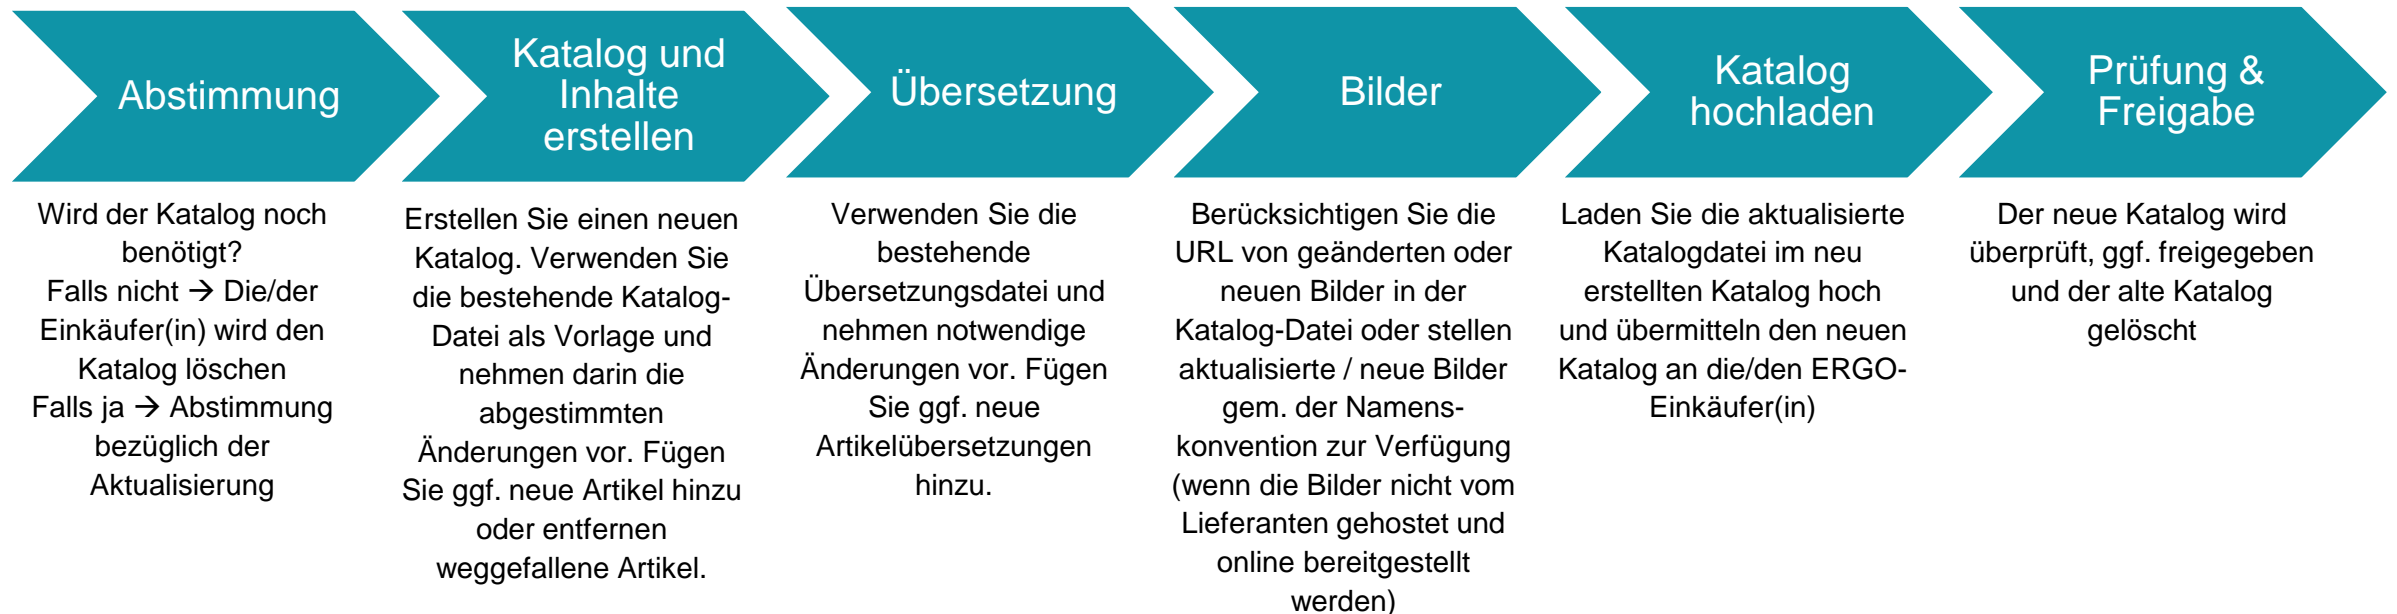 Abstimmung
Wird der Katalog noch
benötigt?
Falls nicht → Die/der
Einkäufer(in) wird den
Katalog löschen
Falls ja → Abstimmung
bezüglich der
Aktualisierung
Katalog und
Inhalte
erstellen
Erstellen Sie einen neuen
Katalog. Verwenden Sie
die bestehende Katalog-
Datei als Vorlage und
nehmen darin die
abgestimmten
Änderungen vor. Fügen
Sie ggf. neue Artikel hinzu
oder entfernen
weggefallene Artikel.
Übersetzung
Verwenden Sie die
bestehende
Übersetzungsdatei und
nehmen notwendige
Änderungen vor. Fügen
Sie ggf. neue
Artikelübersetzungen
hinzu.
Bilder
Berücksichtigen Sie die
URL von geänderten oder
neuen Bilder in der
Katalog-Datei oder stellen
aktualisierte / neue Bilder
gem. der Namens-
konvention zur Verfügung
(wenn die Bilder nicht vom
Lieferanten gehostet und
online bereitgestellt
werden)
Katalog
hochladen
Laden Sie die aktualisierte
Katalogdatei im neu
erstellten Katalog hoch
und übermitteln den neuen
Katalog an die/den ERGO-
Einkäufer(in)
Prüfung &
Freigabe
Der neue Katalog wird
überprüft, ggf. freigegeben
und der alte Katalog
gelöscht